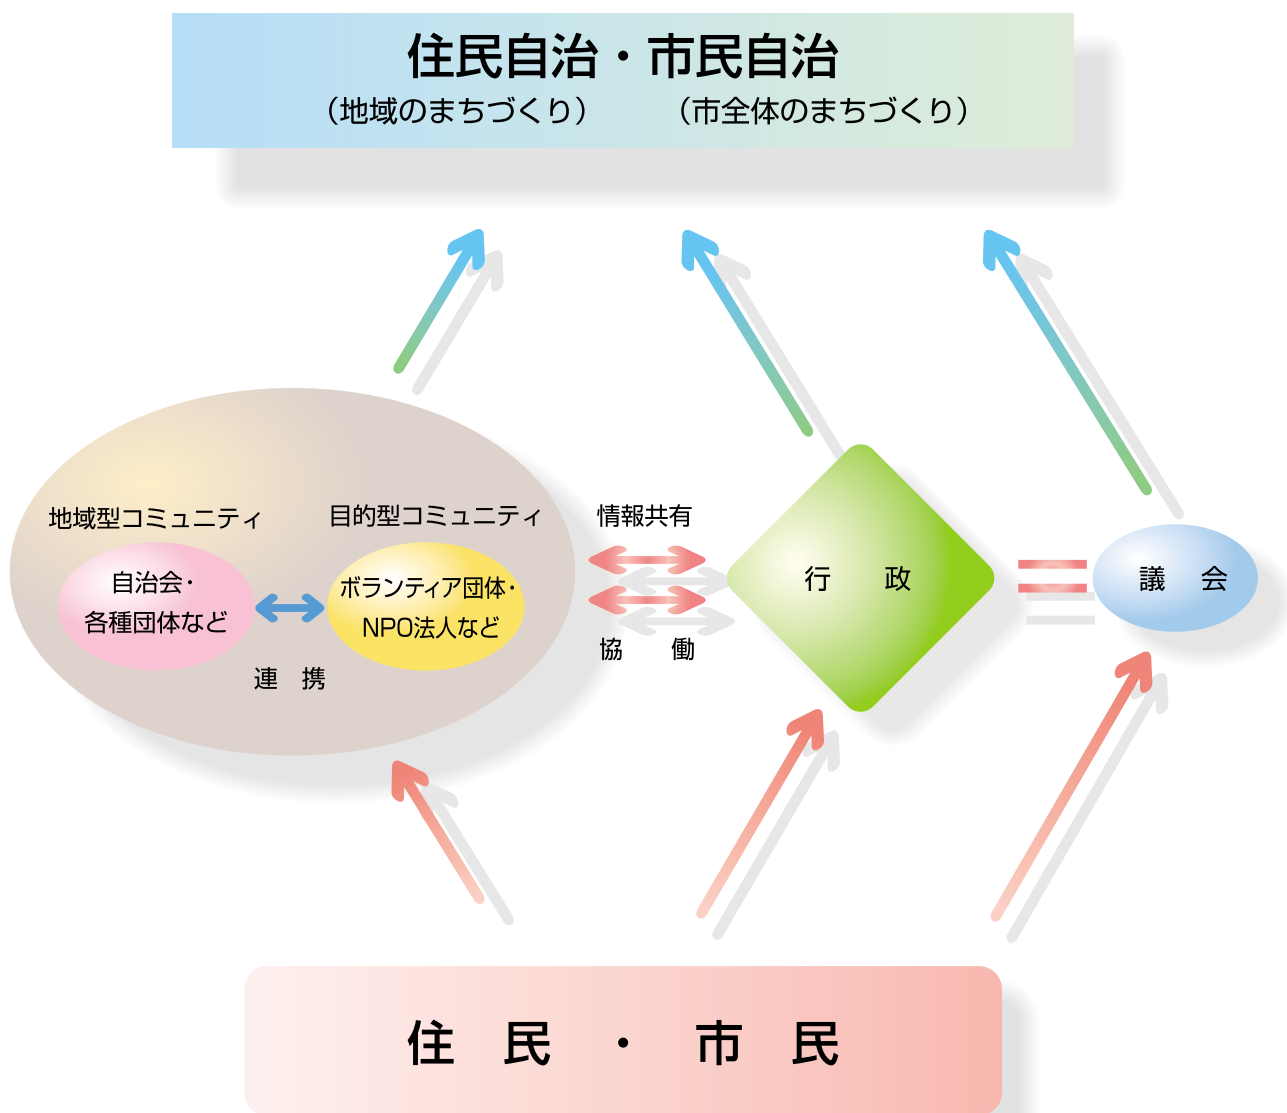 住民自治・市民自治
（地域のまちづくり）　　（市全体のまちづくり）
地域型コミュニティ
目的型コミュニティ
自治会・
各種団体など
ボランティア団体・
NPO法人など
連　携
情報共有
協　働
行　政
議　会
住　民　・　市　民